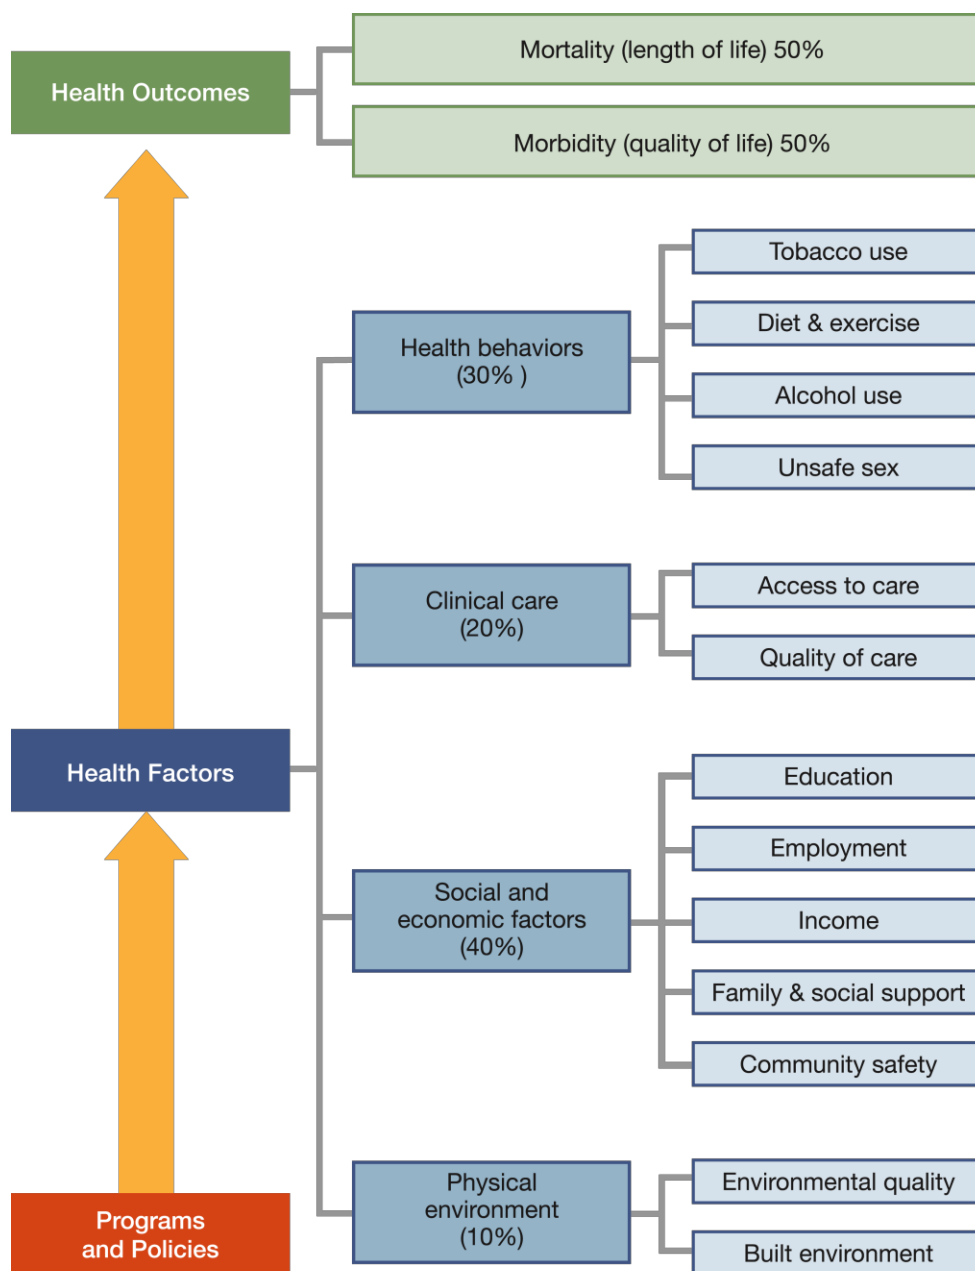 Health Outcomes
Mortality (length of life) 50%
Morbidity (quality of life) 50%
Health Factors
Health behaviors
(30% )
Tobacco use
Diet & exercise
Alcohol use
Unsafe sex
Clinical care
(20%)
Access to care
Quality of care
Social and
economic factors
(40%)
Education
Employment
Income
Family & social support
Community safety
Physical
environment
(10%)
Environmental quality
Built environment
Programs
and Policies